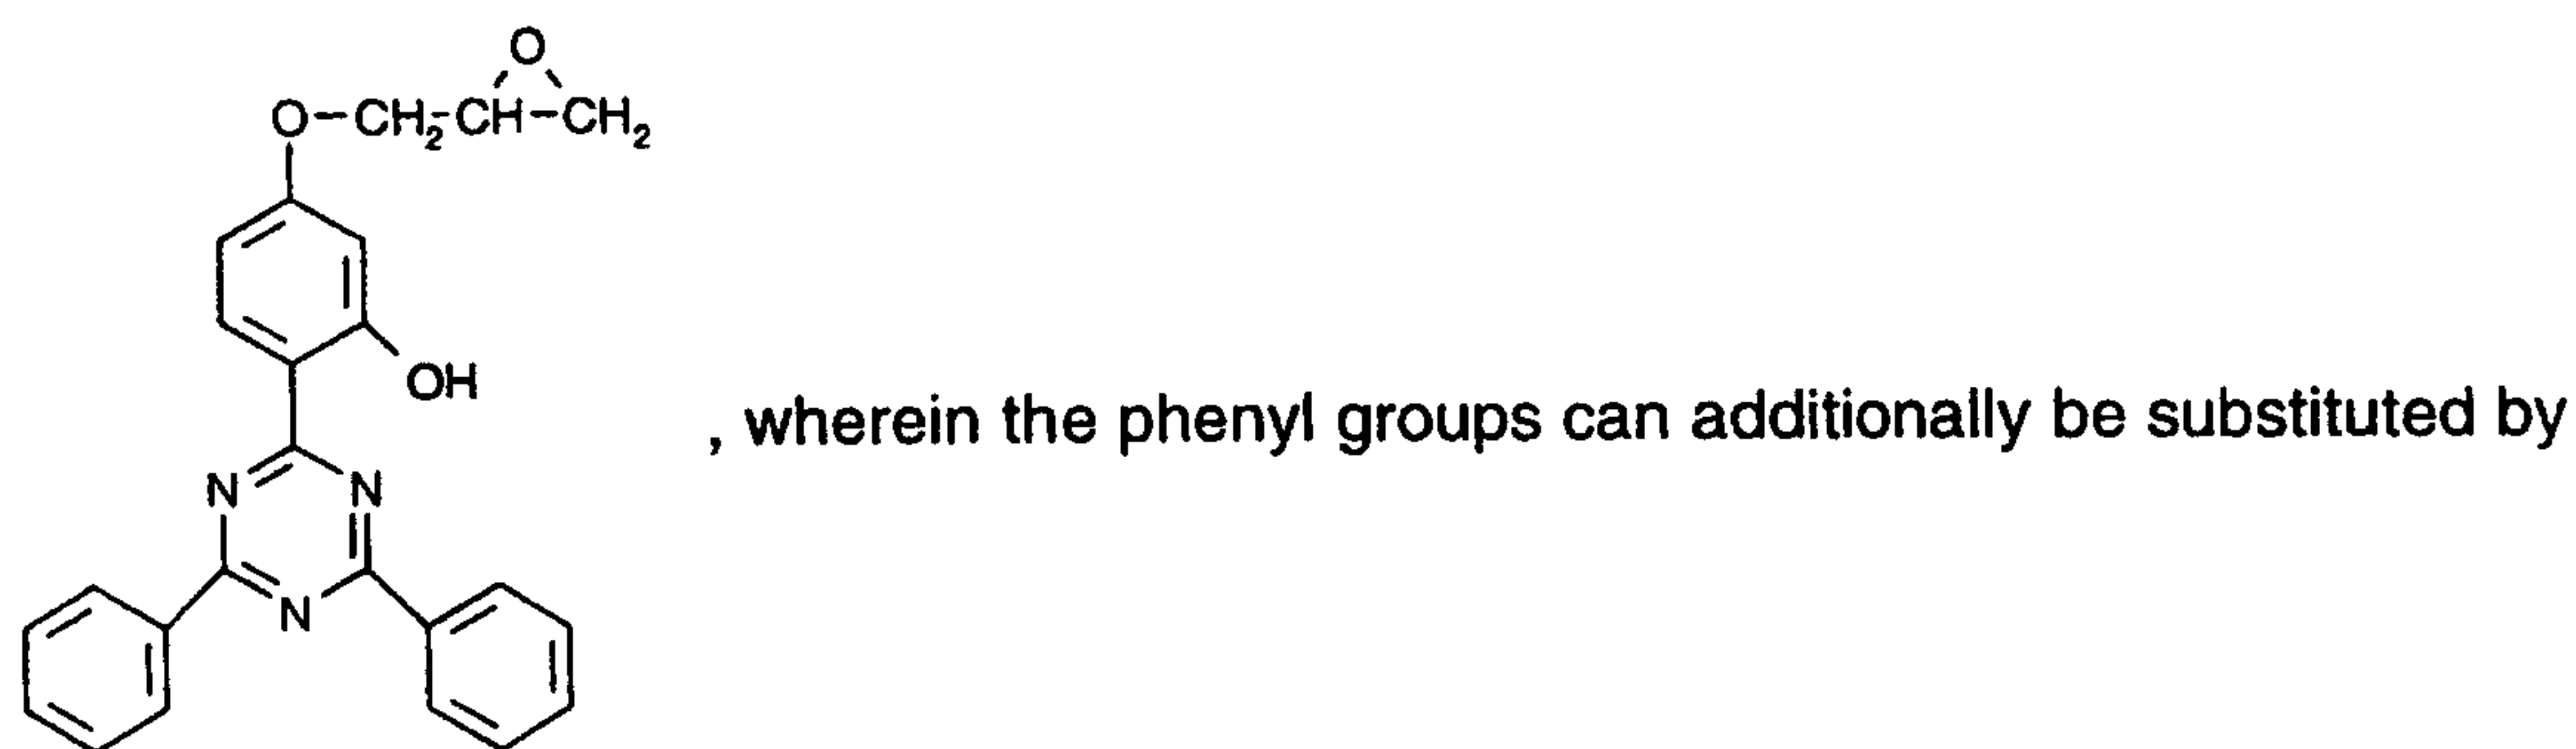 O
O-CH2-CH-CH2
OH
, wherein the phenyl groups can additionally be substituted by
N N
N